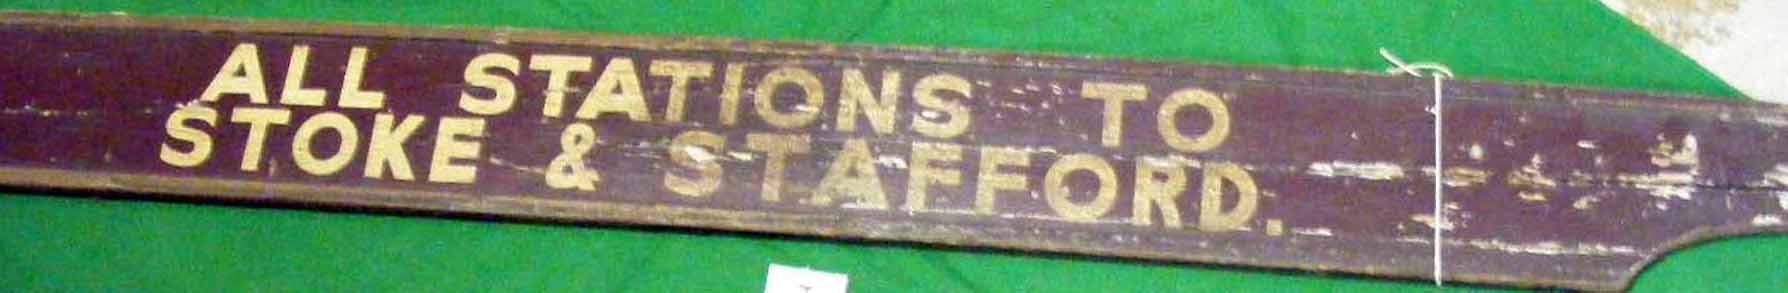 ALL STATIONS TO
STOKE & STAFFORD.